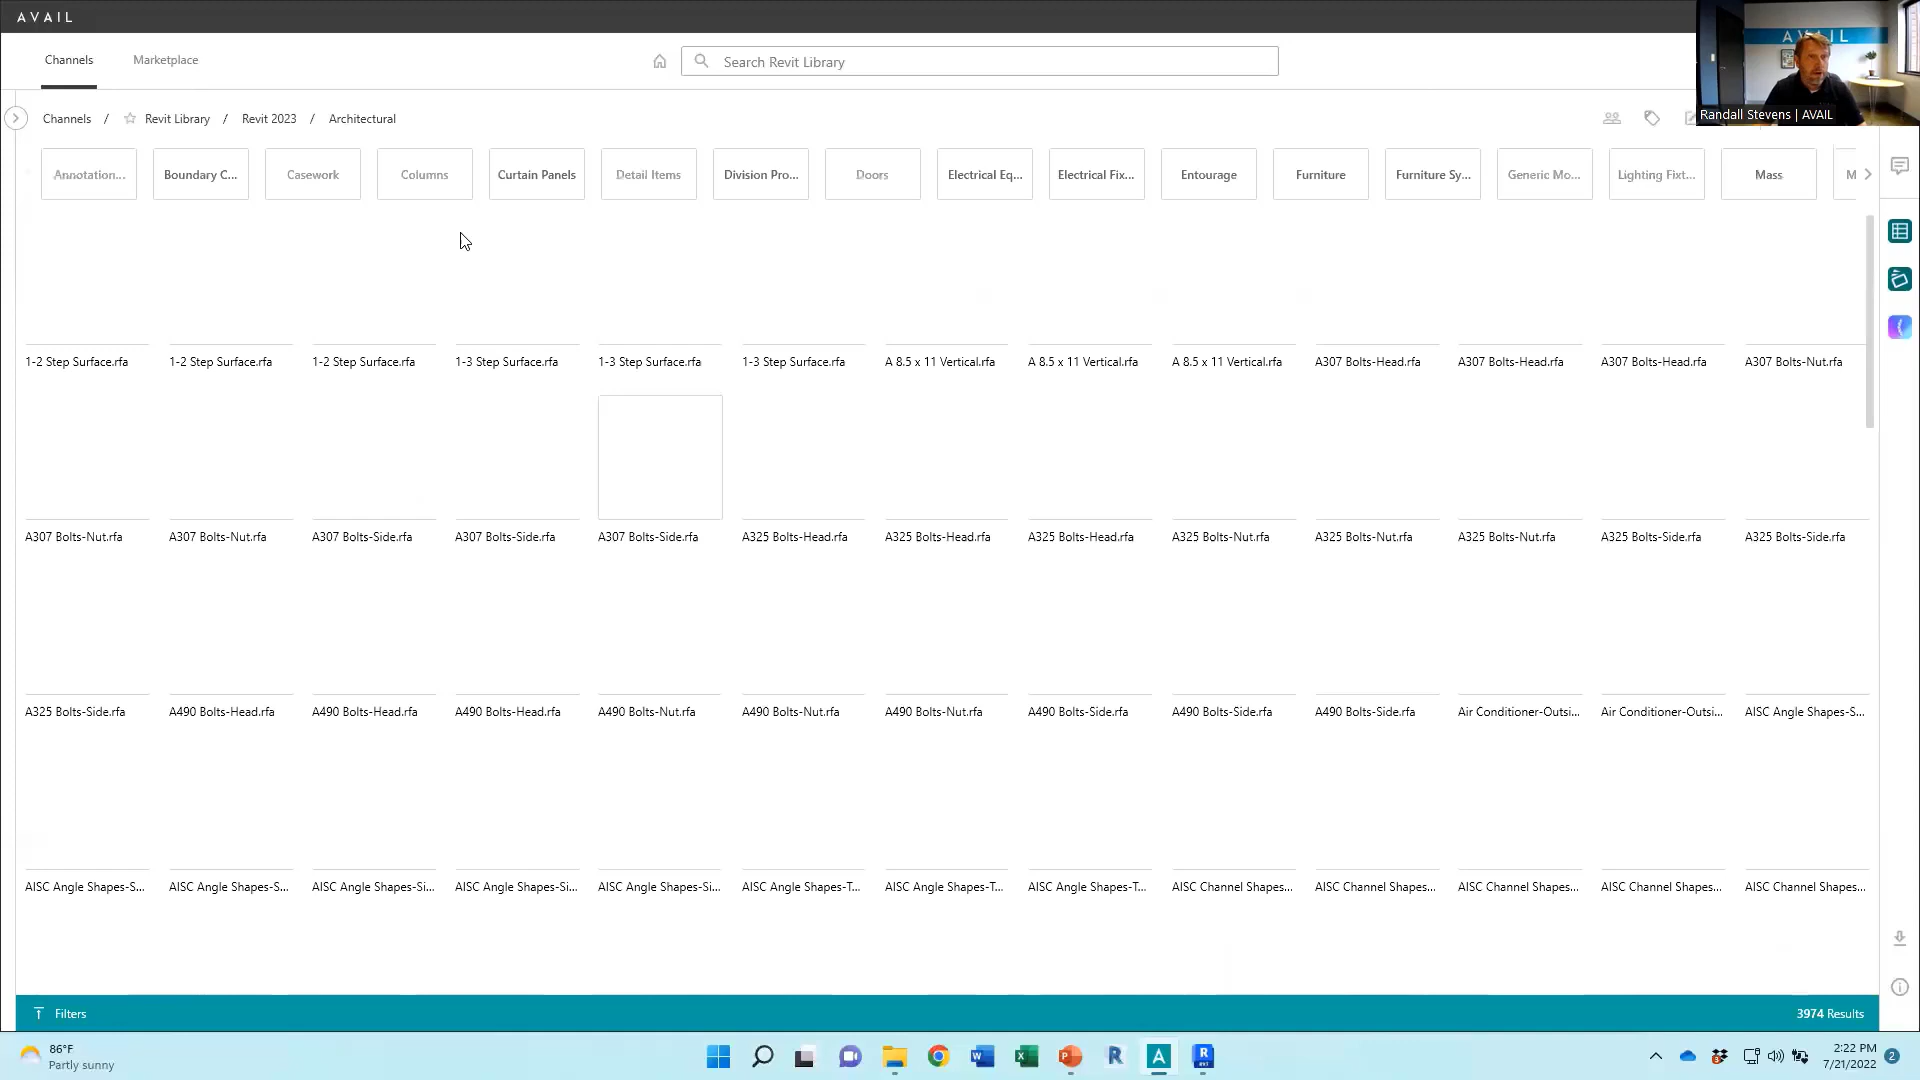 AVAIL
Channels
Marketplace
Search Revit Library
AVAIL
Randall Stevens | AVAIL
Channels / Revit Library / Revit 2023 / Architectural
Annotation...
Boundary C...
Casework
Columns
Curtain Panels
Detail Items
Division Pro...
Doors
Electrical Eq...
Electrical Fix...
Entourage
Furniture
Furniture Sy...
Generic Mo...
Lighting Fixt...
Mass
M
1-2 Step Surface.rfa
1-2 Step Surface.rfa
1-2 Step Surface.rfa
1-3 Step Surface.rfa
1-3 Step Surface.rfa
1-3 Step Surface.rfa
A 8.5 x 11 Vertical.rfa
A 8.5 x 11 Vertical.rfa
A 8.5 x 11 Vertical.rfa
A307 Bolts-Head.rfa
A307 Bolts-Head.rfa
A307 Bolts-Head.rfa
A307 Bolts-Nut.rfa
A307 Bolts-Nut.rfa
A307 Bolts-Nut.rfa
A307 Bolts-Side.rfa
A307 Bolts-Side.rfa
A307 Bolts-Side.rfa
A325 Bolts-Head.rfa
A325 Bolts-Head.rfa
A325 Bolts-Head.rfa
A325 Bolts-Nut.rfa
A325 Bolts-Nut.rfa
A325 Bolts-Nut.rfa
A325 Bolts-Side.rfa
A325 Bolts-Side.rfa
A325 Bolts-Side.rfa
A490 Bolts-Head.rfa
A490 Bolts-Head.rfa
A490 Bolts-Head.rfa
A490 Bolts-Nut.rfa
A490 Bolts-Nut.rfa
A490 Bolts-Nut.rfa
A490 Bolts-Side.rfa
A490 Bolts-Side.rfa
A490 Bolts-Side.rfa
Air Conditioner-Outsi...
Air Conditioner-Outsi...
AISC Angle Shapes-S...
AISC Angle Shapes-S...
AISC Angle Shapes-S...
AISC Angle Shapes-Si...
AISC Angle Shapes-Si...
AISC Angle Shapes-Si...
AISC Angle Shapes-T...
AISC Angle Shapes-T...
AISC Angle Shapes-T...
AISC Channel Shapes...
AISC Channel Shapes...
AISC Channel Shapes...
AISC Channel Shapes...
AISC Channel Shapes...
Filters
3974 Results
86°F
Partly sunny
2:22 PM
7/21/2022
2